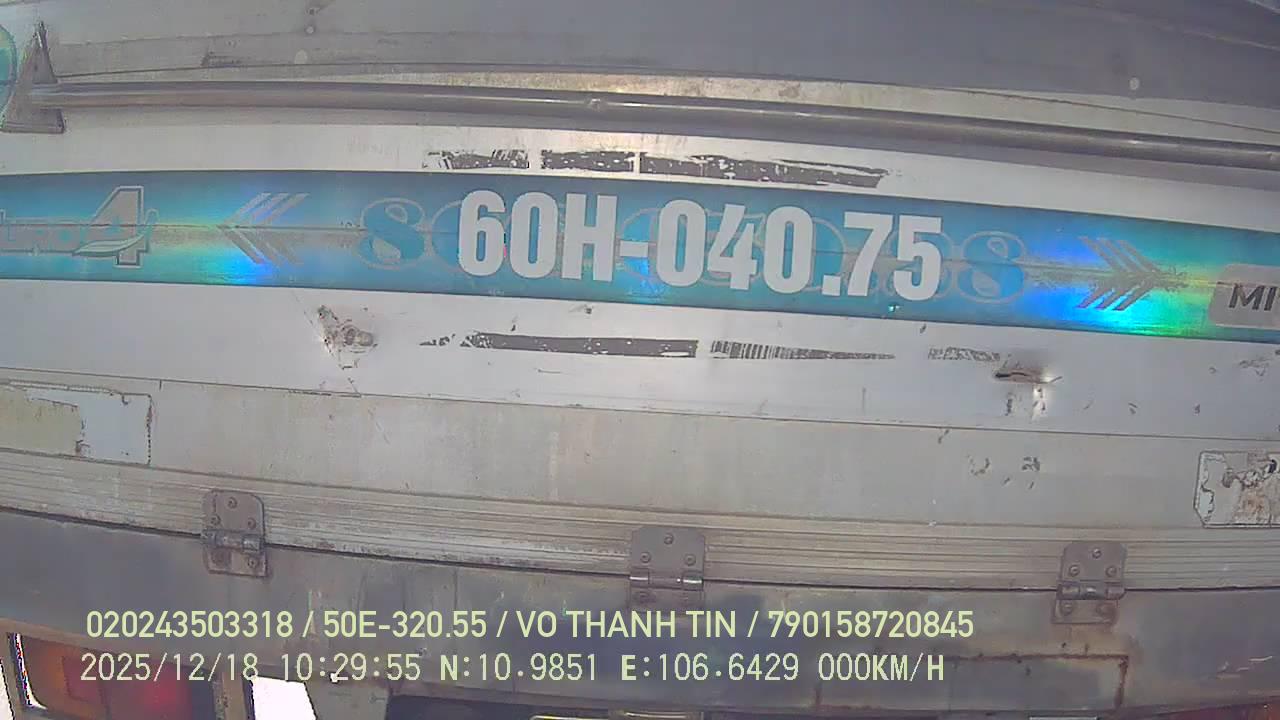 60H-040.75
MI
020243503318 / 50E-320.55 / VO THANH TIN / 790158720845
2025/12/18 10:29:55 N:10.9851 E:106.6429 000KM/H